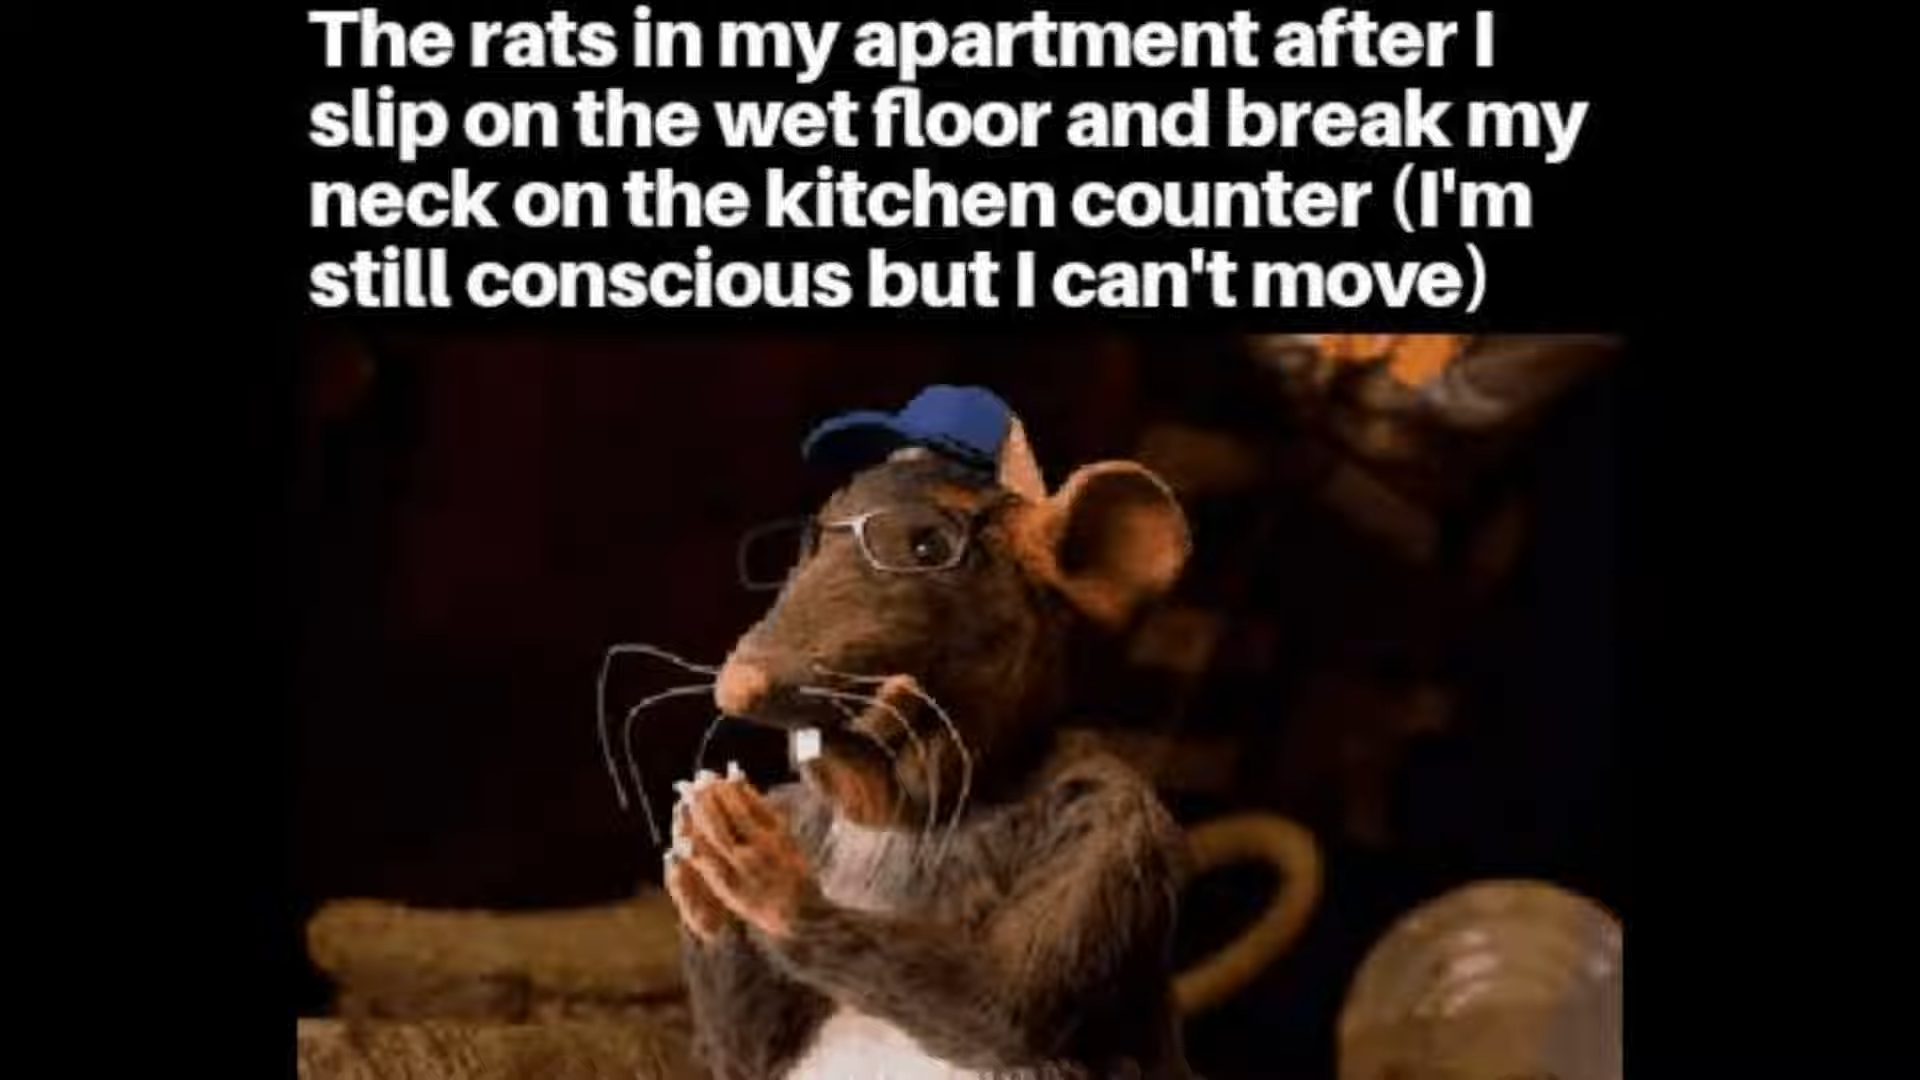 The rats in my apartment after I
slip on the wet floor and break my
neck on the kitchen counter (I'm
still conscious but I can't move)